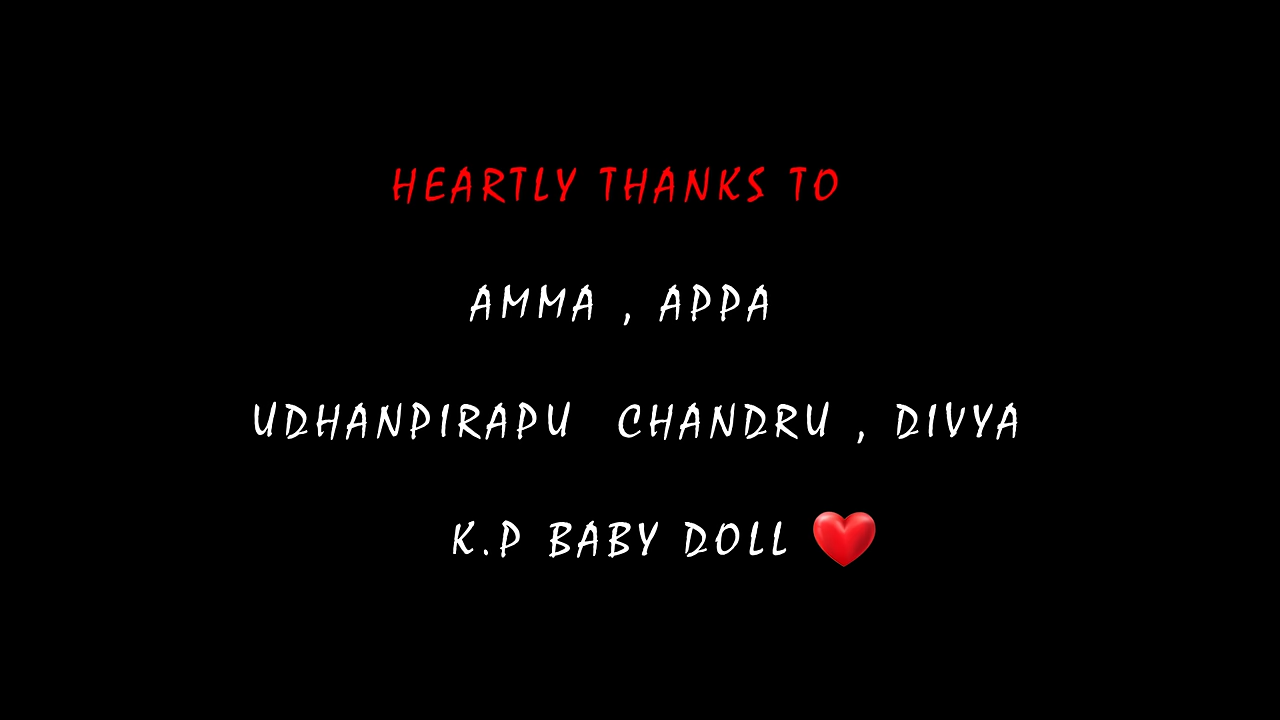 HEARTLY THANKS TO
AMMA , APPA
UDHANPIRAPU CHANDRU , DIVYA
K.P BABY DOLL ❤️